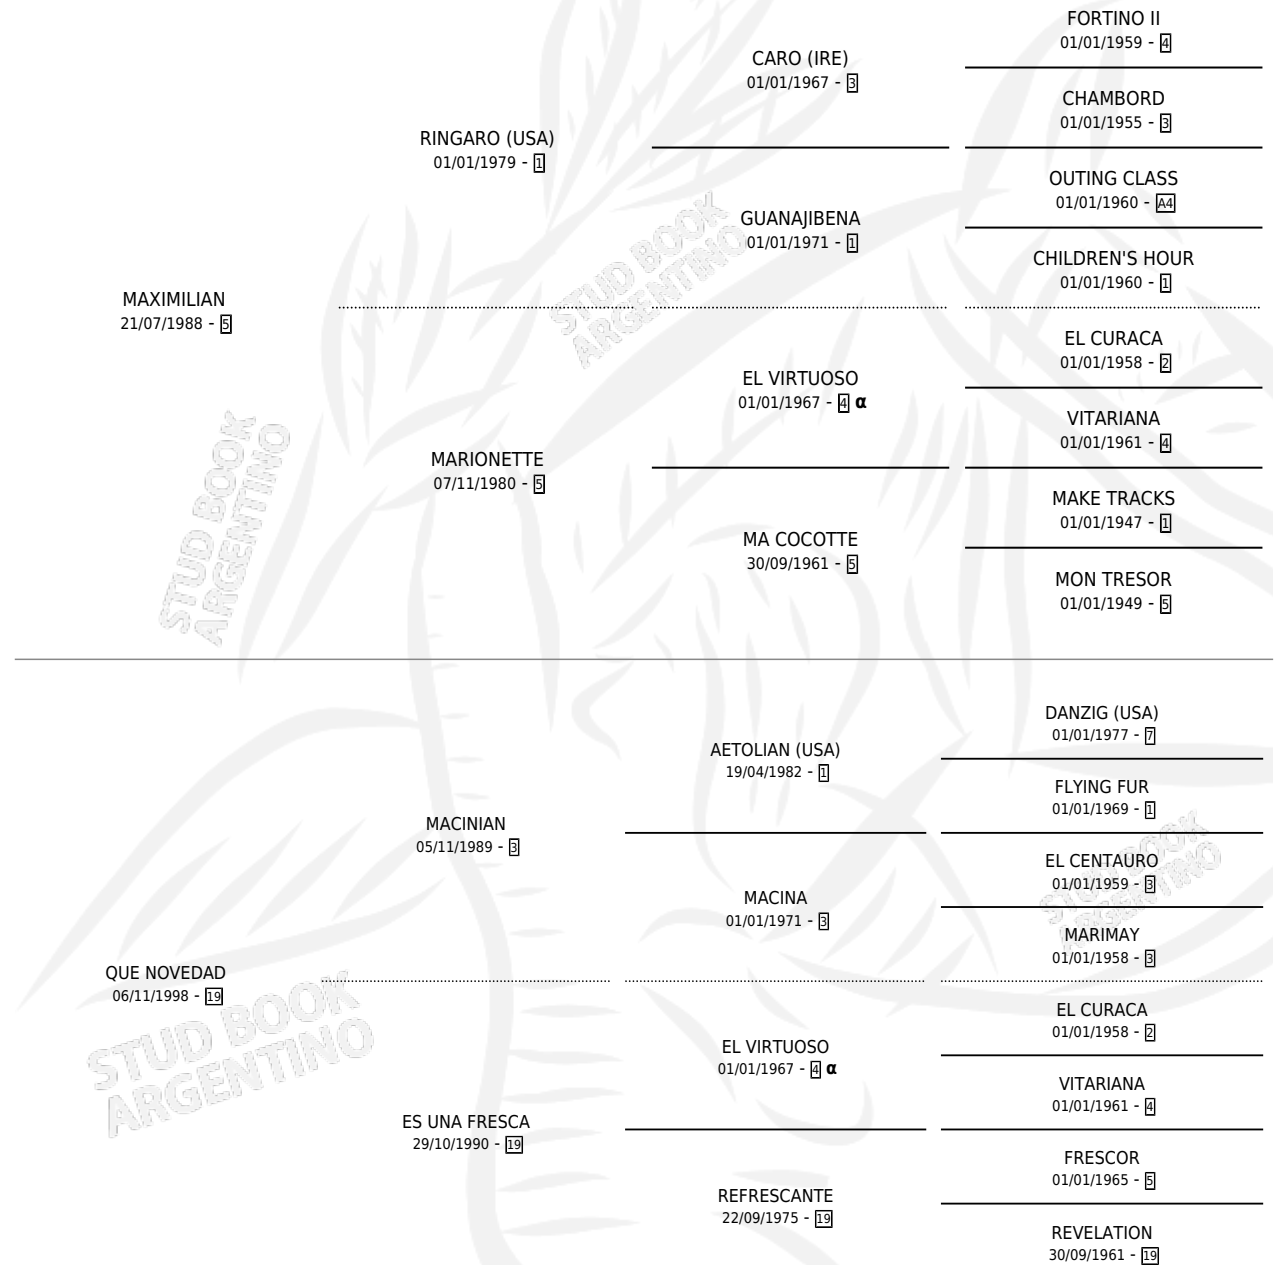 FORTINO II
01/01/1959 - 4
CARO (IRE)
01/01/1967 - 3
CHAMBORD
01/01/1955 - 3
RINGARO (USA)
01/01/1979 - 1
OUTING CLASS
01/01/1960 - A4
GUANAJIBENA
01/01/1971 - 1
CHILDREN'S HOUR
01/01/1960 - 1
MAXIMILIAN
21/07/1988 - 5
EL CURACA
01/01/1958 - 2
EL VIRTUOSO
01/01/1967 - 4 α
VITARIANA
01/01/1961 - 4
MARIONETTE
07/11/1980 - 5
MAKE TRACKS
01/01/1947 - 1
MA COCOTTE
30/09/1961 - 5
MON TRESOR
01/01/1949 - 5
STUD BOOK
ARGENTINO
STUD BOOK
ARGENTINO
DANZIG (USA)
01/01/1977 - 7
AETOLIAN (USA)
19/04/1982 - 1
FLYING FUR
01/01/1969 - 1
MACINIAN
05/11/1989 - 3
EL CENTAURO
01/01/1959 - 3
MACINA
01/01/1971 - 3
MARIMAY
01/01/1958 - 3
QUE NOVEDAD
06/11/1998 - 19
EL CURACA
01/01/1958 - 2
EL VIRTUOSO
01/01/1967 - 4 α
VITARIANA
01/01/1961 - 4
ES UNA FRESCA
29/10/1990 - 19
FRESCOR
01/01/1965 - 5
REFRESCANTE
22/09/1975 - 19
REVELATION
30/09/1961 - 19
STUD BOOK
ARGENTINO
STUD BOOK
ARGENTINO